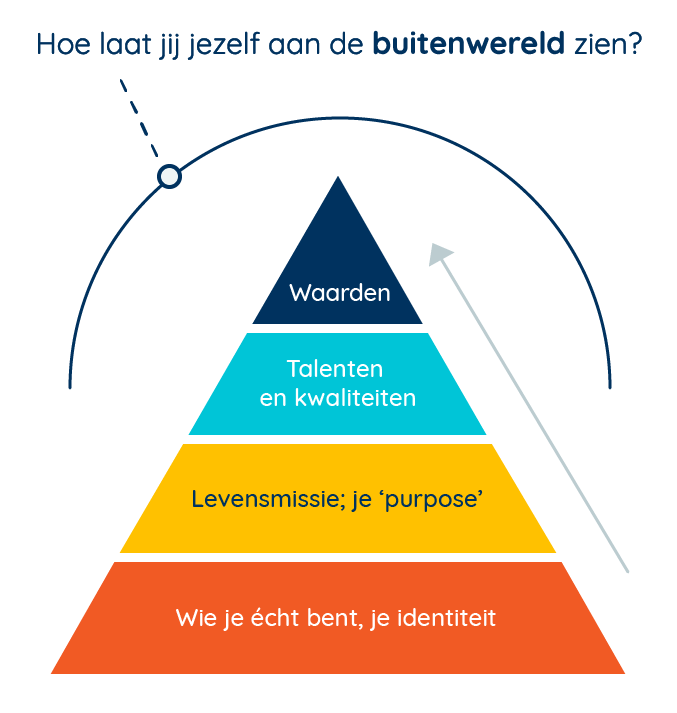 Hoe laat jij jezelf aan de buitenwereld zien?
Waarden
Talenten
en kwaliteiten
Levensmissie; je ‘purpose’
Wie je écht bent, je identiteit